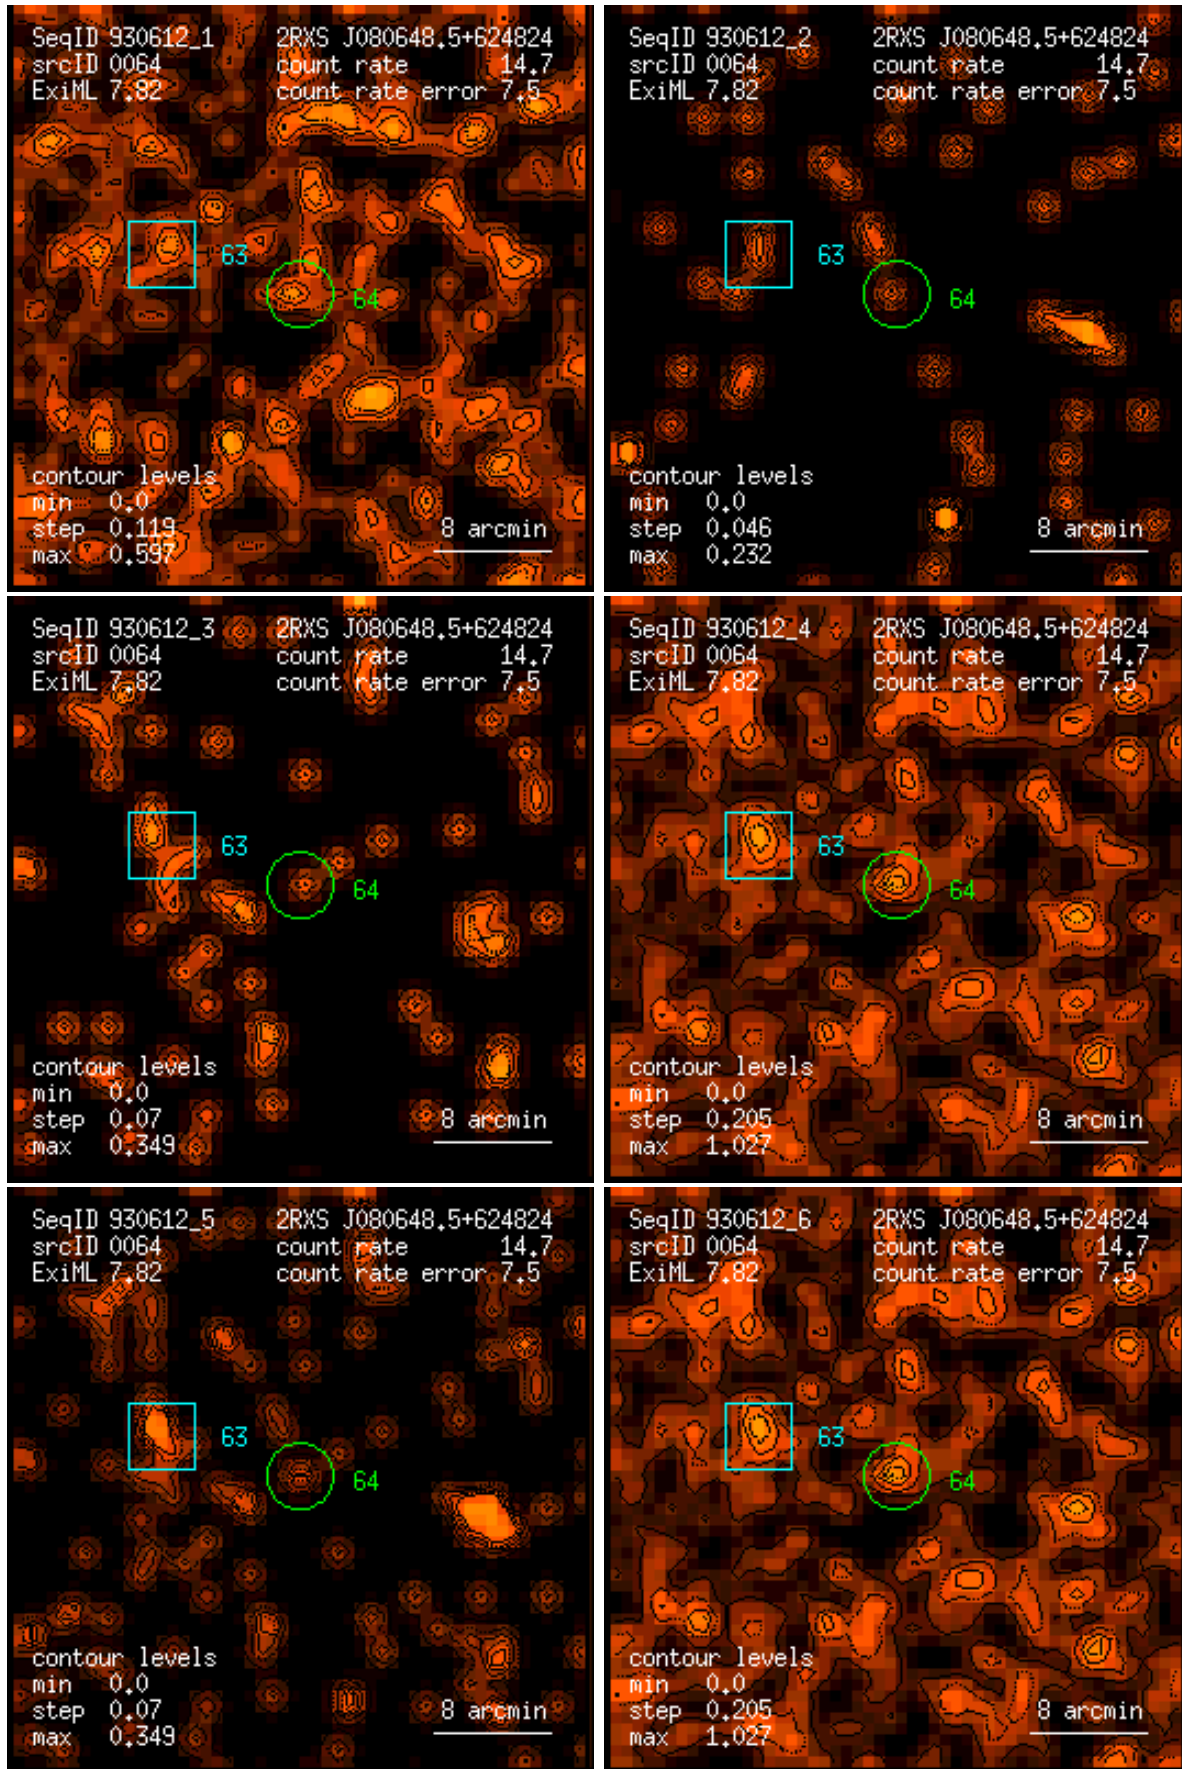 SeqID 930612_1 2RXS J080648.5+624824
srcID 0064 count rate 14.7
ExiML 7.82 count rate error 7.5
63
64
contour levels
min 0.0
step 0.119
max 0.597
8 arcmin
SeqID 930612_2 2RXS J080648.5+624824
srcID 0064 count rate 14.7
ExiML 7.82 count rate error 7.5
63
64
contour levels
min 0.0
step 0.046
max 0.232
8 arcmin
SeqID 930612_3 2RXS J080648.5+624824
srcID 0064 count rate 14.7
ExiML 7.82 count rate error 7.5
63
64
contour levels
min 0.0
step 0.07
max 0.349
8 arcmin
SeqID 930612_4 2RXS J080648.5+624824
srcID 0064 count rate 14.7
ExiML 7.82 count rate error 7.5
63
64
contour levels
min 0.0
step 0.205
max 1.027
8 arcmin
SeqID 930612_5 2RXS J080648.5+624824
srcID 0064 count rate 14.7
ExiML 7.82 count rate error 7.5
63
64
contour levels
min 0.0
step 0.07
max 0.349
8 arcmin
SeqID 930612_6 2RXS J080648.5+624824
srcID 0064 count rate 14.7
ExiML 7.82 count rate error 7.5
63
64
contour levels
min 0.0
step 0.205
max 1.027
8 arcmin